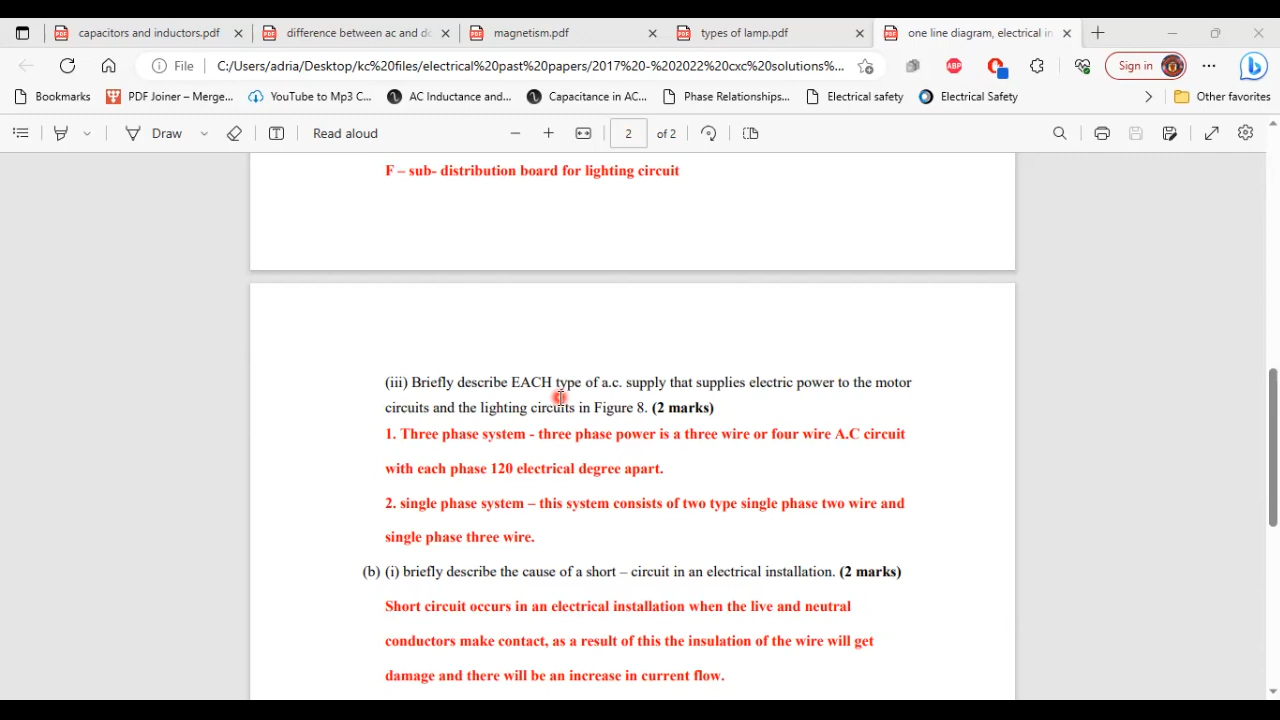 capacitors and inductors.pdf
difference between ac and dc
magnetism.pdf
types of lamp.pdf
one line diagram, electrical in
File
C:/Users/adria/Desktop/kc%20files/electrical%20past%20papers/2017%20-%202022%20cxc%20solutions%...
ABP
Sign in
Bookmarks
PDF Joiner – Merge...
YouTube to Mp3 C...
AC Inductance and...
Capacitance in AC...
Phase Relationships...
Electrical safety
Electrical Safety
Other favorites
Draw
Read aloud
2
of 2
F – sub- distribution board for lighting circuit
(iii) Briefly describe EACH type of a.c. supply that supplies electric power to the motor
circuits and the lighting circuits in Figure 8. (2 marks)
1. Three phase system - three phase power is a three wire or four wire A.C circuit
with each phase 120 electrical degree apart.
2. single phase system – this system consists of two type single phase two wire and
single phase three wire.
(b) (i) briefly describe the cause of a short – circuit in an electrical installation. (2 marks)
Short circuit occurs in an electrical installation when the live and neutral
conductors make contact, as a result of this the insulation of the wire will get
damage and there will be an increase in current flow.